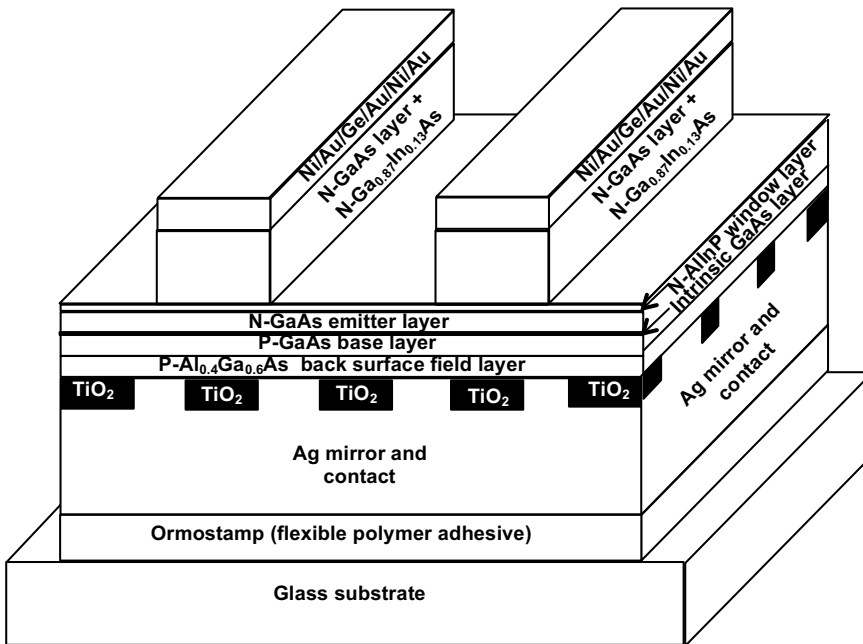 Ni/Au/Ge/Au/Ni/Au
N-GaAs layer +
N-Ga₀.₈₇In₀.₁₃As
Ni/Au/Ge/Au/Ni/Au
N-GaAs layer +
N-Ga₀.₈₇In₀.₁₃As
N-AlInP window layer
Intrinsic GaAs layer
N-GaAs emitter layer
P-GaAs base layer
P-Al₀.₄Ga₀.₆As back surface field layer
TiO₂
TiO₂
TiO₂
TiO₂
TiO₂
Ag mirror and
contact
Ag mirror and
contact
Ormostamp (flexible polymer adhesive)
Glass substrate